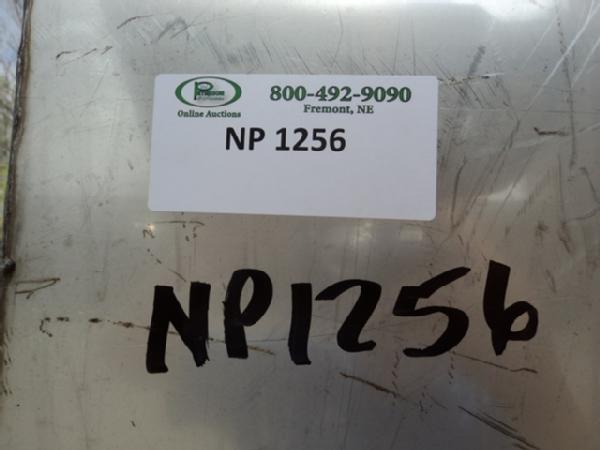 800-492-9090
Online Auctions
Fremont, NE
NP 1256
NP1256